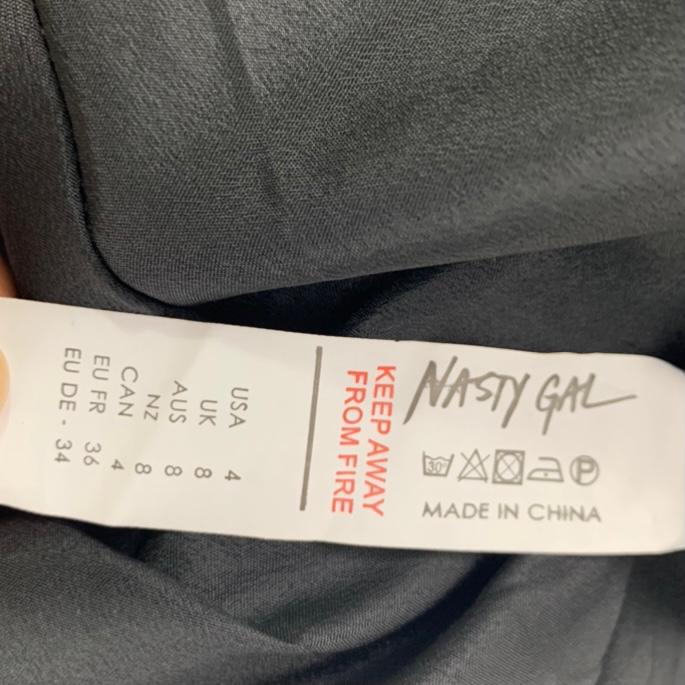 NASTY GAL
30°
P
MADE IN CHINA
KEEP AWAY
FROM FIRE
USA 4
UK 8
AUS 8
NZ 8
CAN 4
EU FR 36
EU DE - 34